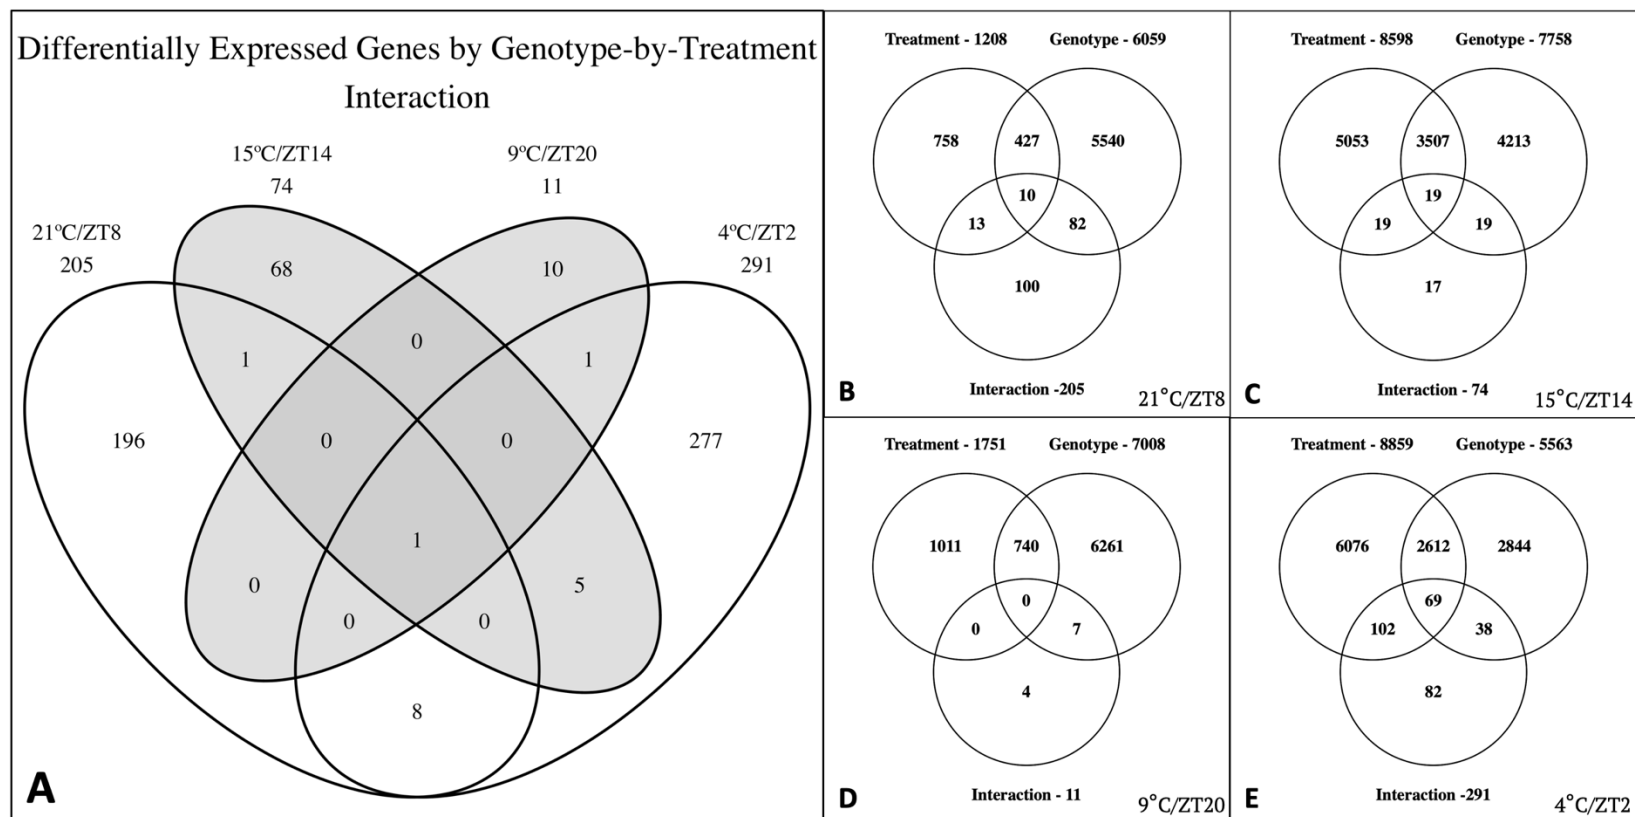 Differentially Expressed Genes by Genotype-by-Treatment
Interaction
15ºC/ZT14
74
9ºC/ZT20
11
21ºC/ZT8
205
4ºC/ZT2
291
68
10
0
1
1
196
0
0
277
1
0
5
0
0
8
A
Treatment - 1208 Genotype - 6059
758 427 5540
10
13 82
100
Interaction -205
B 21°C/ZT8
Treatment - 8598 Genotype - 7758
5053 3507 4213
19
19 19
17
Interaction - 74
C 15°C/ZT14
Treatment - 1751 Genotype - 7008
1011 740 6261
0
0 7
4
Interaction - 11
D 9°C/ZT20
Treatment - 8859 Genotype - 5563
6076 2612 2844
69
102 38
82
Interaction -291
E 4°C/ZT2